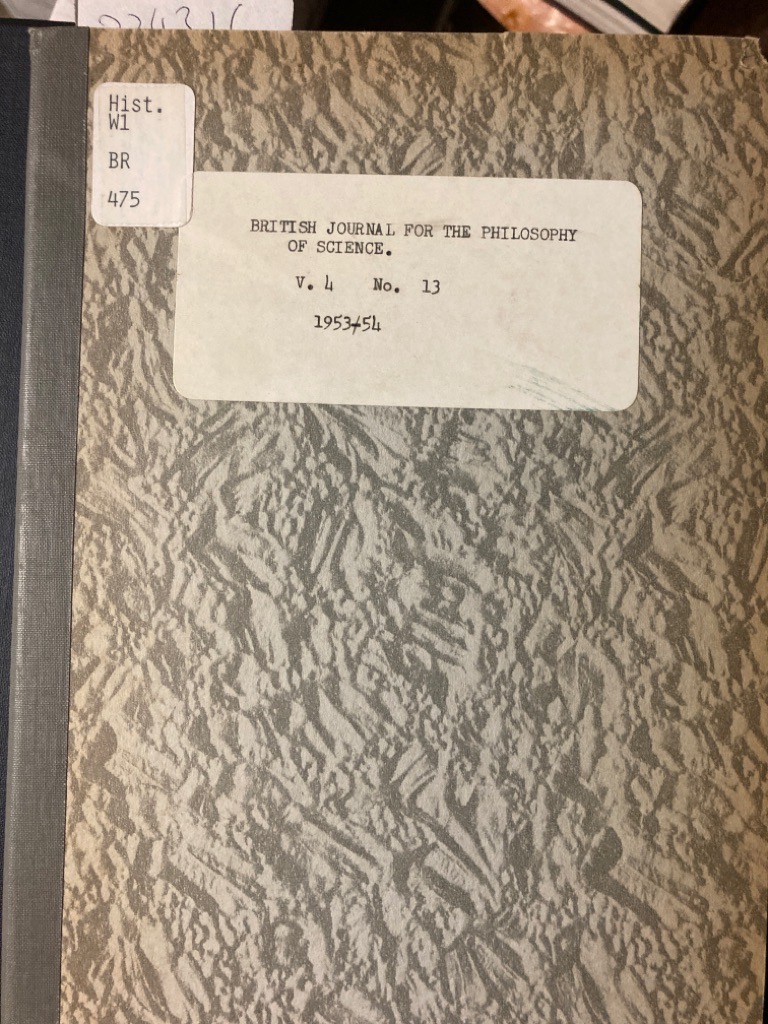 Hist.
W1
BR
475
BRITISH JOURNAL FOR THE PHILOSOPHY
OF SCIENCE.
V. 4 No. 13
1953-54